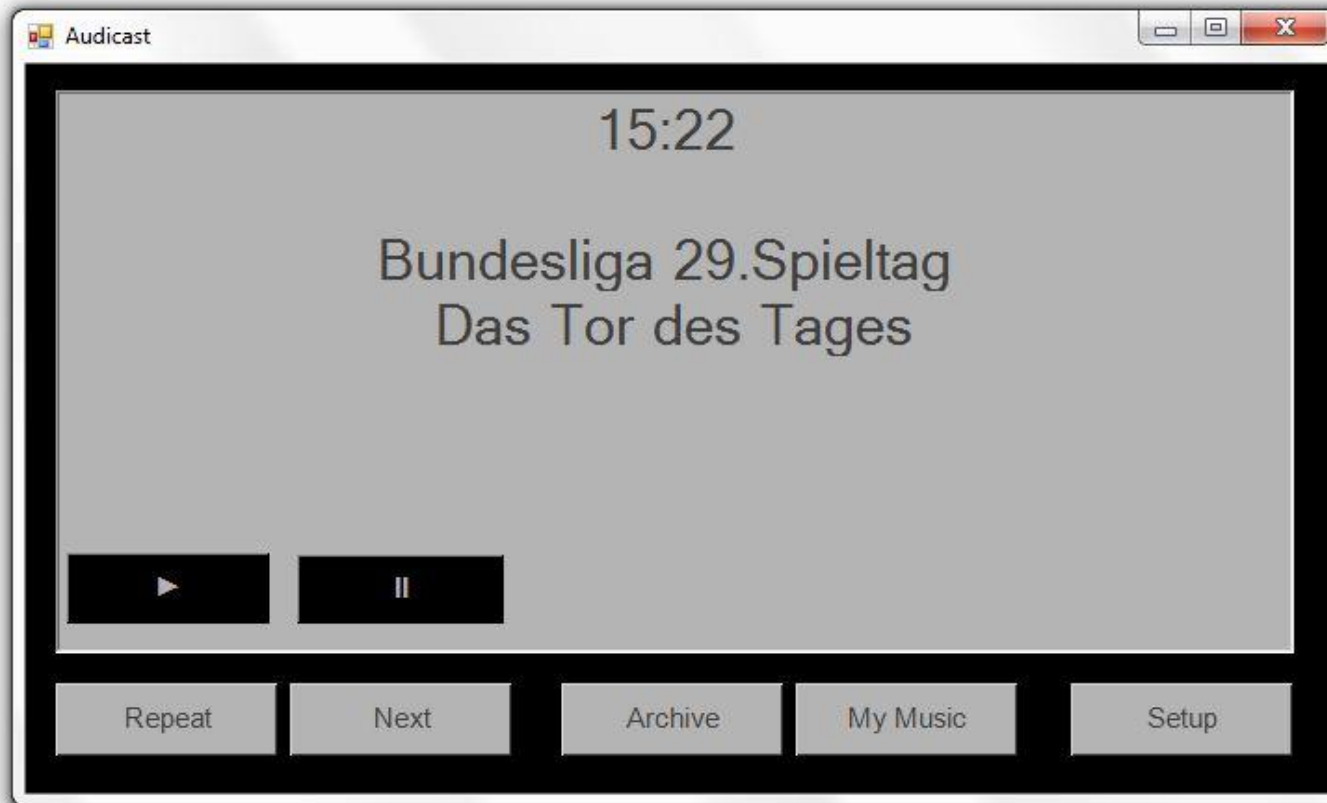 Audicast
15:22
Bundesliga 29.Spieltag
Das Tor des Tages
Repeat Next Archive My Music Setup